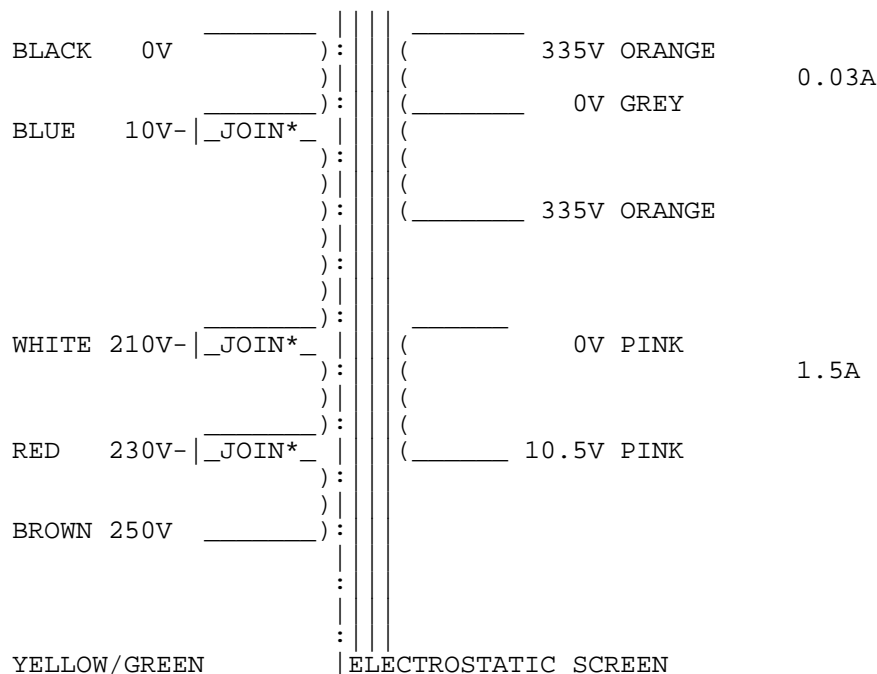 BLACK 0V 335V ORANGE
0.03A
0V GREY
BLUE 10V-|_JOIN*_
335V ORANGE
WHITE 210V-|_JOIN*_ 0V PINK
1.5A
RED 230V-|_JOIN*_ 10.5V PINK
BROWN 250V
YELLOW/GREEN ELECTROSTATIC SCREEN